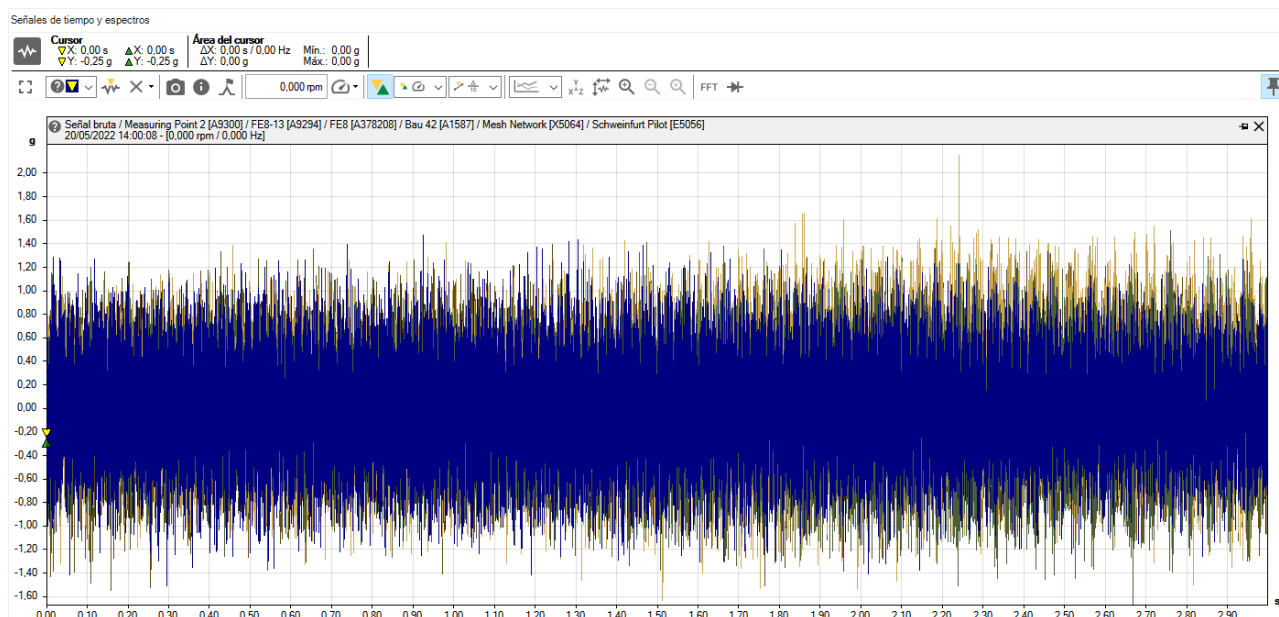 Señales de tiempo y espectros
Cursor
X: 0,00 s X: 0,00 s
Y: -0,25 g Y: -0,25 g
Área del cursor
ΔX: 0,00 s / 0,00 Hz Mín.: 0,00 g
ΔY: 0,00 g Máx.: 0,00 g
0.000 rpm
FFT
Señal bruta / Measuring Point 2 [A9300] / FE8-13 [A9294] / FE8 [A378208] / Bau 42 [A1587] / Mesh Network [X5064] / Schweinfurt Pilot [E5056]
20/05/2022 14:00:08 - [0,000 rpm / 0,000 Hz]
g
2,00
1,80
1,60
1,40
1,20
1,00
0,80
0,60
0,40
0,20
0,00
-0,20
-0,40
-0,60
-0,80
-1,00
-1,20
-1,40
-1,60
s
0,00 0,10 0,20 0,30 0,40 0,50 0,60 0,70 0,80 0,90 1,00 1,10 1,20 1,30 1,40 1,50 1,60 1,70 1,80 1,90 2,00 2,10 2,20 2,30 2,40 2,50 2,60 2,70 2,80 2,90